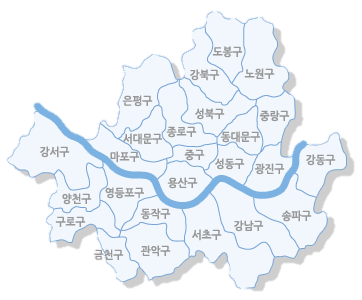 도봉구
강북구
노원구
은평구
성북구
중랑구
종로구
서대문구
동대문구
강서구
마포구
중구
성동구
광진구
강동구
용산구
양천구
영등포구
동작구
송파구
구로구
강남구
서초구
관악구
금천구